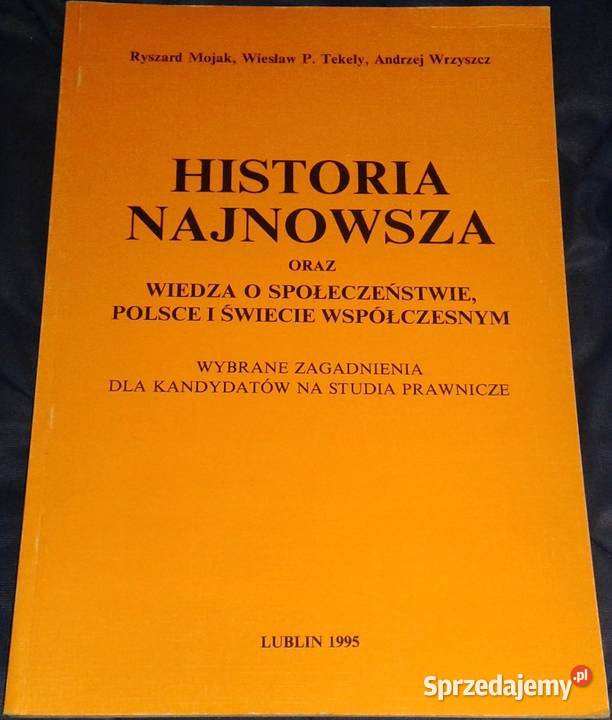 Ryszard Mojak, Wiesław P. Tekely, Andrzej Wrzyszcz
HISTORIA
NAJNOWSZA
ORAZ
WIEDZA O SPOŁECZEŃSTWIE,
POLSCE I ŚWIECIE WSPÓŁCZESNYM
WYBRANE ZAGADNIENIA
DLA KANDYDATÓW NA STUDIA PRAWNICZE
LUBLIN 1995
Sprzedajemy.pl